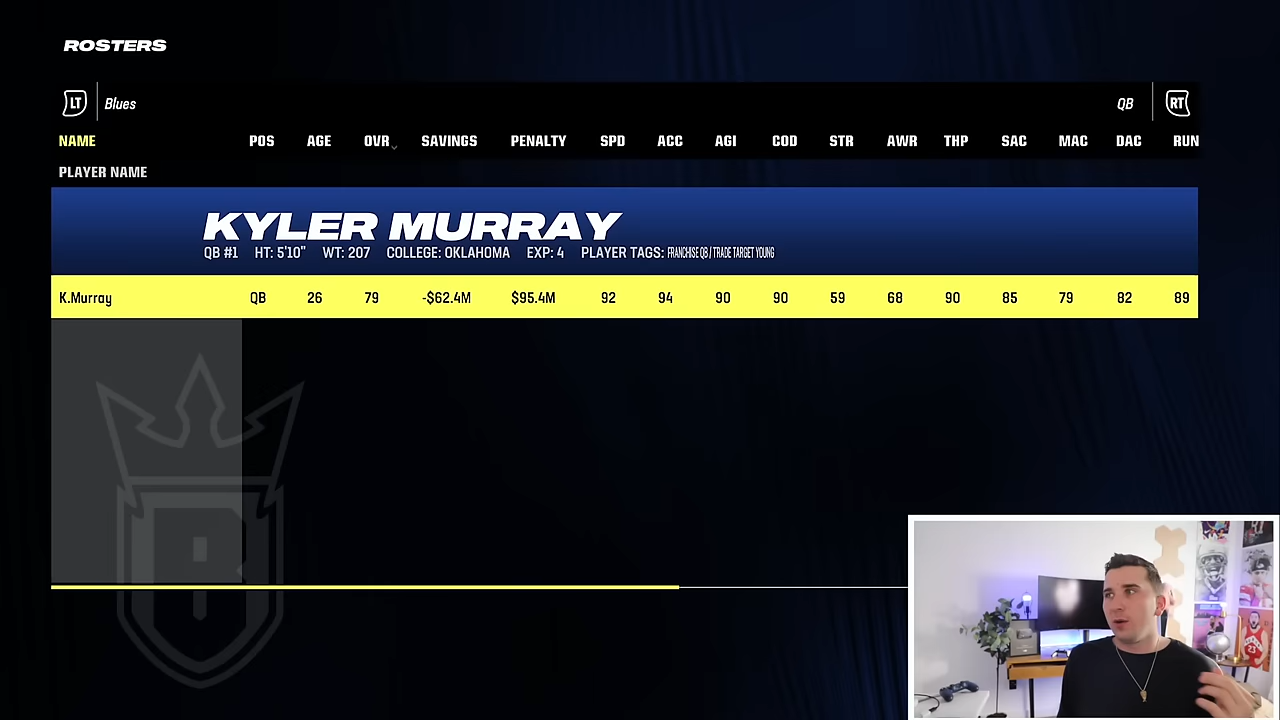 ROSTERS
LT Blues QB RT
NAME POS AGE OVR SAVINGS PENALTY SPD ACC AGI COD STR AWR THP SAC MAC DAC RUN
PLAYER NAME
KYLER MURRAY
QB #1 HT: 5'10" WT: 207 COLLEGE: OKLAHOMA EXP: 4 PLAYER TAGS: FRANCHISE QB / TRADE TARGET YOUNG
K.Murray QB 26 79 -$62.4M $95.4M 92 94 90 90 59 68 90 85 79 82 89
B
23